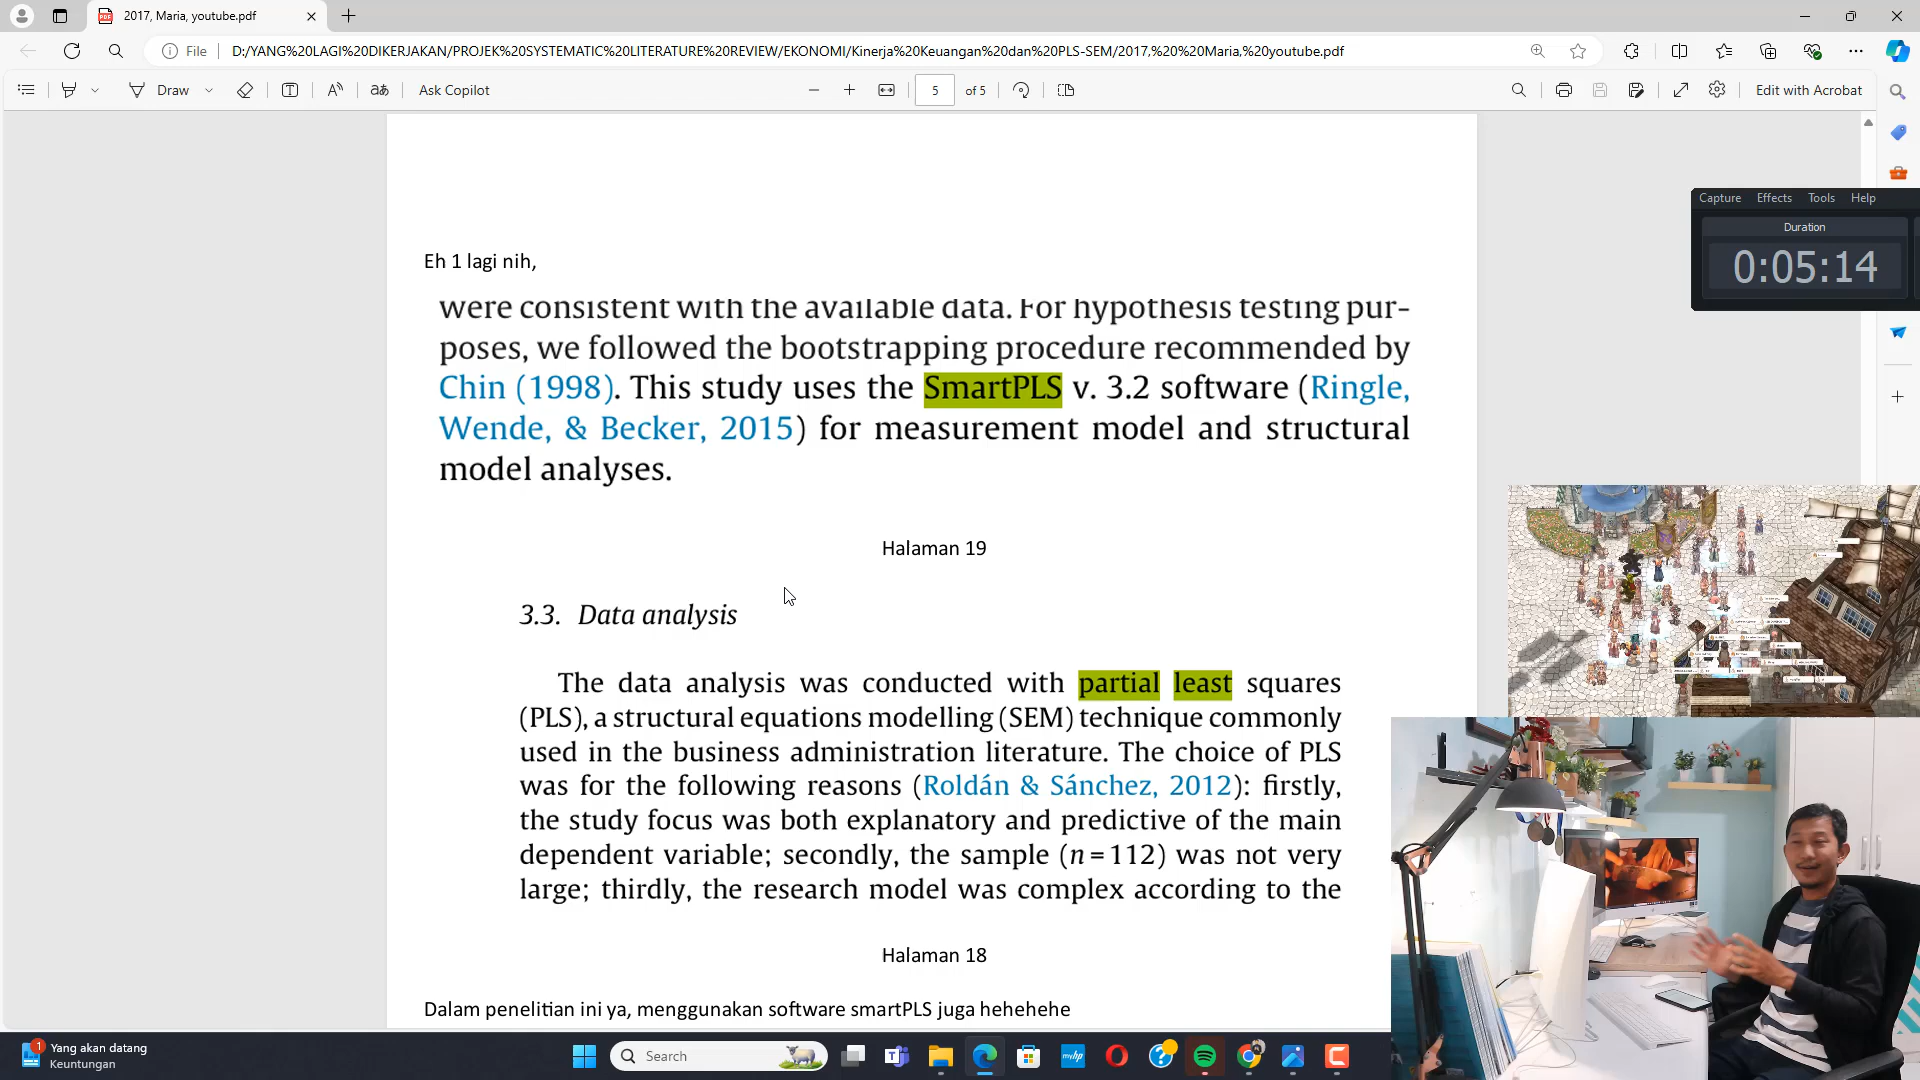 2017, Maria, youtube.pdf
File
D:/YANG%20LAGI%20DIKERJAKAN/PROJEK%20SYSTEMATIC%20LITERATURE%20REVIEW/EKONOMI/Kinerja%20Keuangan%20dan%20PLS-SEM/2017,%20%20Maria,%20youtube.pdf
Draw
Ask Copilot
5
of 5
Edit with Acrobat
Capture
Effects
Tools
Help
Duration
0:05:14
Eh 1 lagi nih,
were consistent with the available data. For hypothesis testing pur-
poses, we followed the bootstrapping procedure recommended by
Chin (1998). This study uses the SmartPLS v. 3.2 software (Ringle,
Wende, & Becker, 2015) for measurement model and structural
model analyses.
Halaman 19
3.3. Data analysis
The data analysis was conducted with partial least squares
(PLS), a structural equations modelling (SEM) technique commonly
used in the business administration literature. The choice of PLS
was for the following reasons (Roldán & Sánchez, 2012): firstly,
the study focus was both explanatory and predictive of the main
dependent variable; secondly, the sample (n = 112) was not very
large; thirdly, the research model was complex according to the
Halaman 18
Dalam penelitian ini ya, menggunakan software smartPLS juga hehehehe
1
Yang akan datang
Keuntungan
Search
myhp